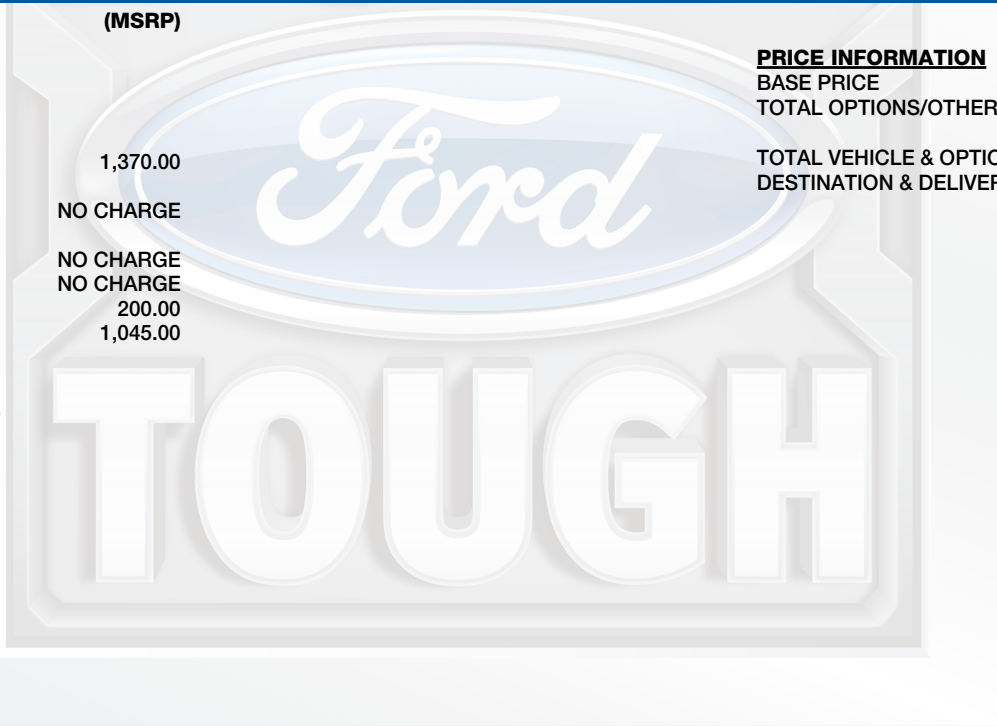 (MSRP)
1,370.00
NO CHARGE
NO CHARGE
NO CHARGE
200.00
1,045.00
PRICE INFORMATION
BASE PRICE
TOTAL OPTIONS/OTHER
TOTAL VEHICLE & OPTIO
DESTINATION & DELIVER
Ford
TOUGH